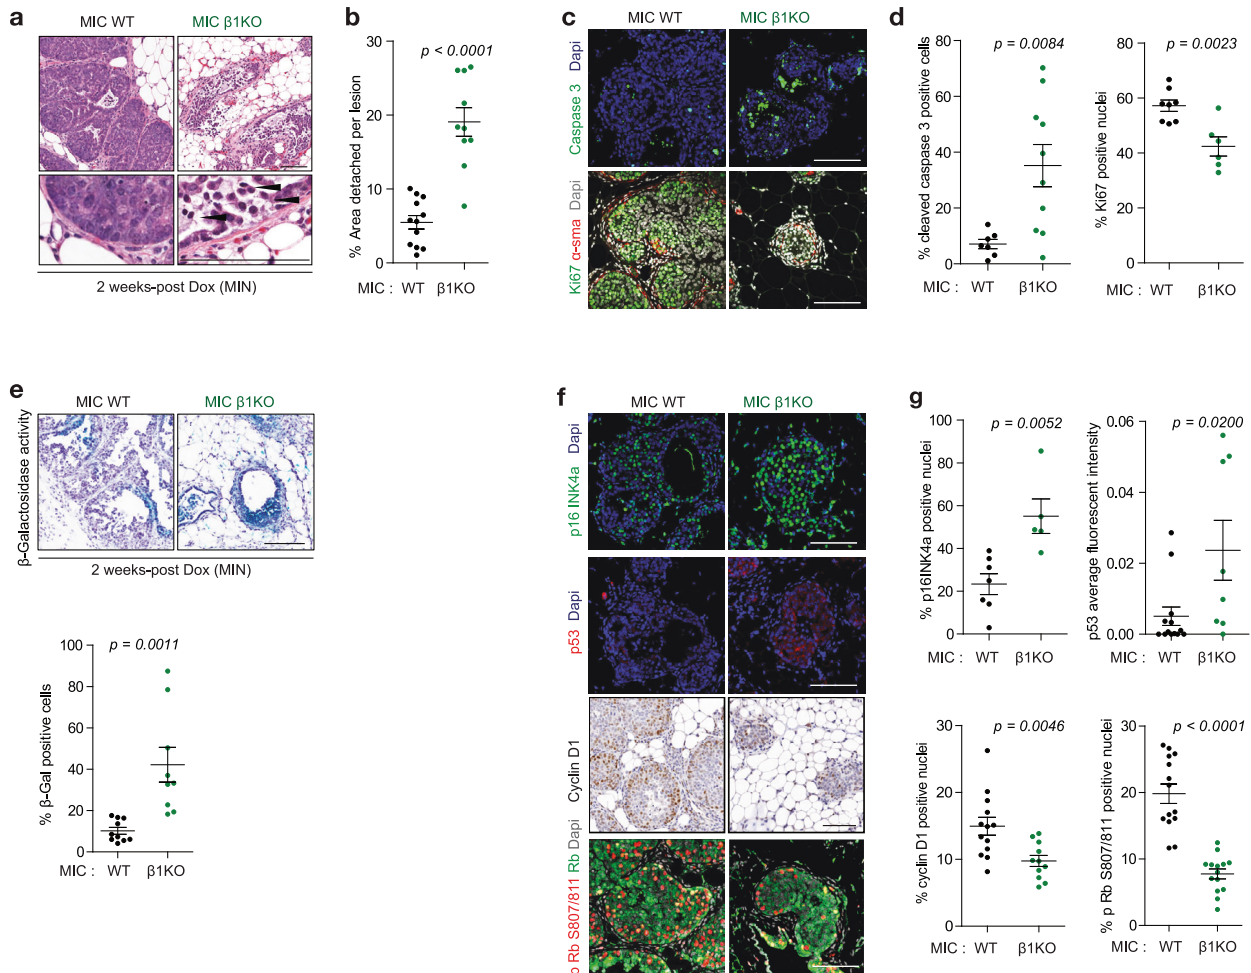 a
MIC WT
MIC β1KO
2 weeks-post Dox (MIN)
b
% Area detached per lesion
30
20
10
0
p < 0.0001
MIC : WT β1KO
c
MIC WT
MIC β1KO
Caspase 3 Dapi
Ki67 α-sma Dapi
d
% cleaved caspase 3 positive cells
80
60
40
20
0
p = 0.0084
MIC : WT β1KO
% Ki67 positive nuclei
80
60
40
20
0
p = 0.0023
MIC : WT β1KO
e
MIC WT
MIC β1KO
β-Galactosidase activity
2 weeks-post Dox (MIN)
% β-Gal positive cells
100
80
60
40
20
0
p = 0.0011
MIC : WT β1KO
f
MIC WT
MIC β1KO
p16 INK4a Dapi
p53 Dapi
Cyclin D1
p Rb S807/811 Rb Dapi
g
% p16INK4a positive nuclei
100
80
60
40
20
0
p = 0.0052
MIC : WT β1KO
p53 average fluorescent intensity
0.06
0.04
0.02
0.00
p = 0.0200
MIC : WT β1KO
% cyclin D1 positive nuclei
30
20
10
0
p = 0.0046
MIC : WT β1KO
% p Rb S807/811 positive nuclei
30
20
10
0
p < 0.0001
MIC : WT β1KO